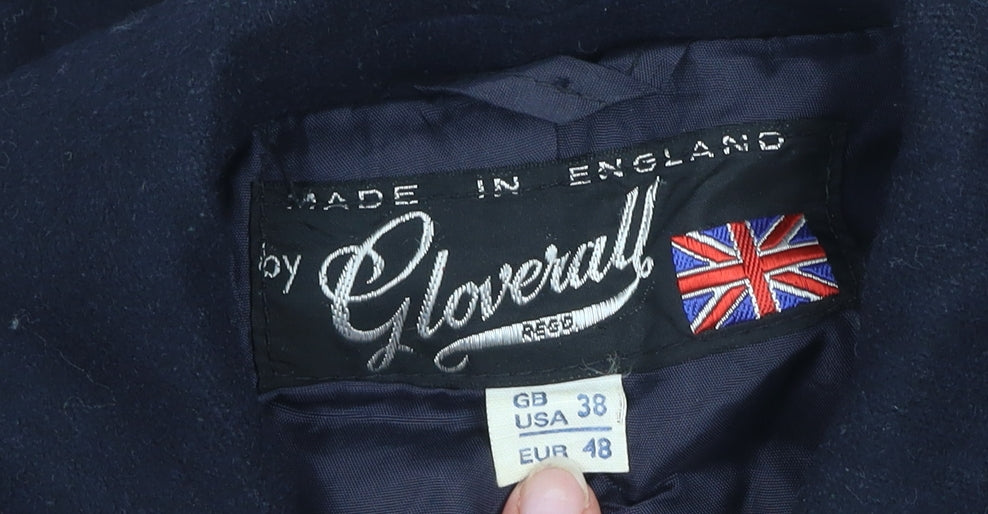 MADE IN ENGLAND
by Gloverall
REGD.
GB
USA 38
EUR 48